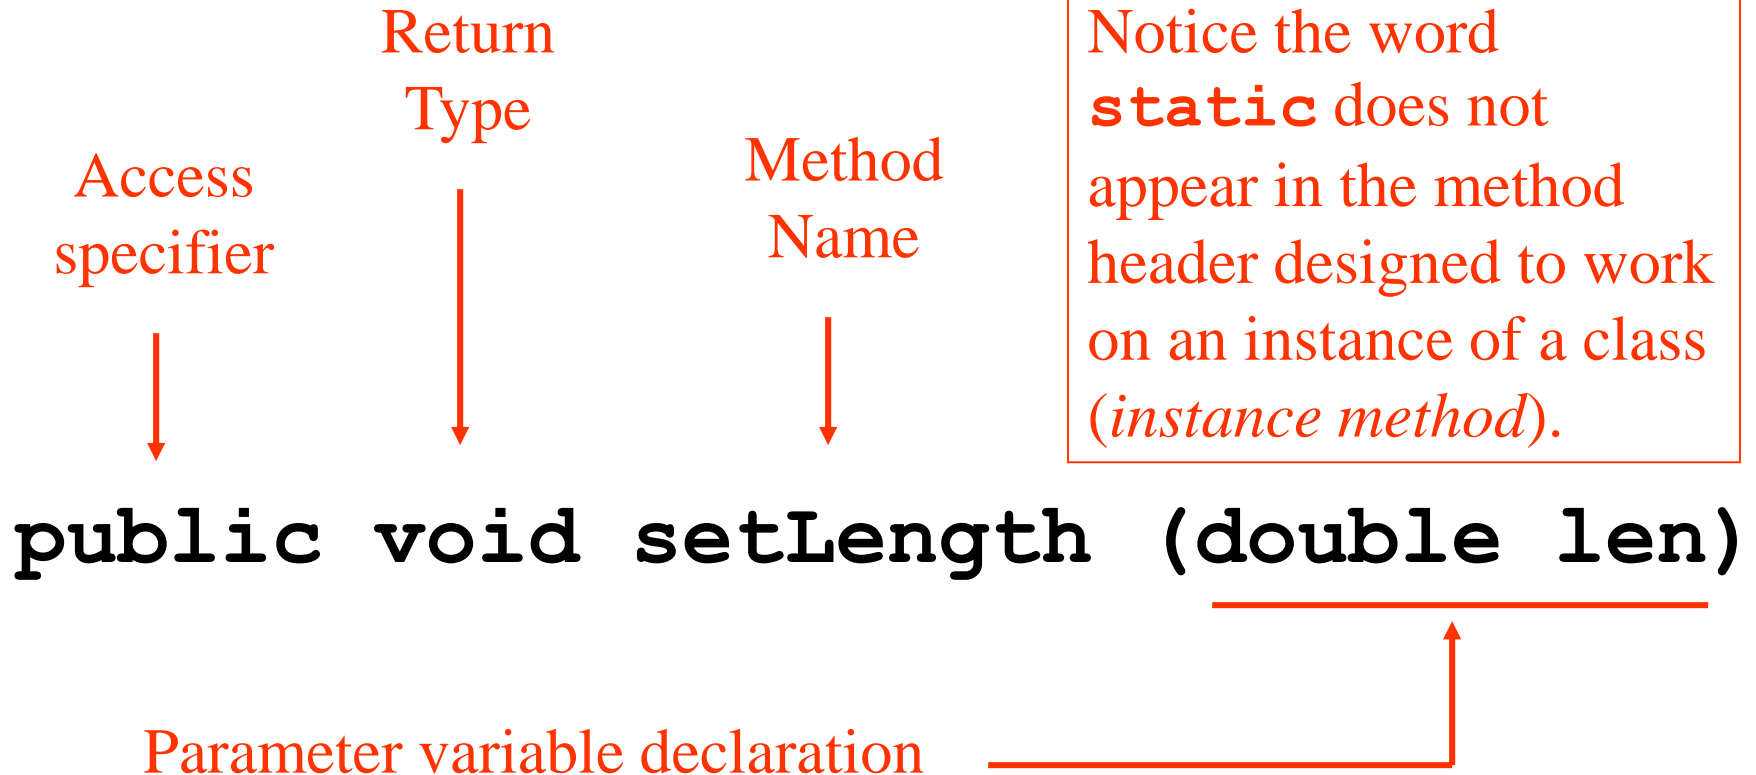 Return
Type
Access
specifier
Method
Name
Notice the word
static does not
appear in the method
header designed to work
on an instance of a class
(instance method).
public void setLength (double len)
Parameter variable declaration